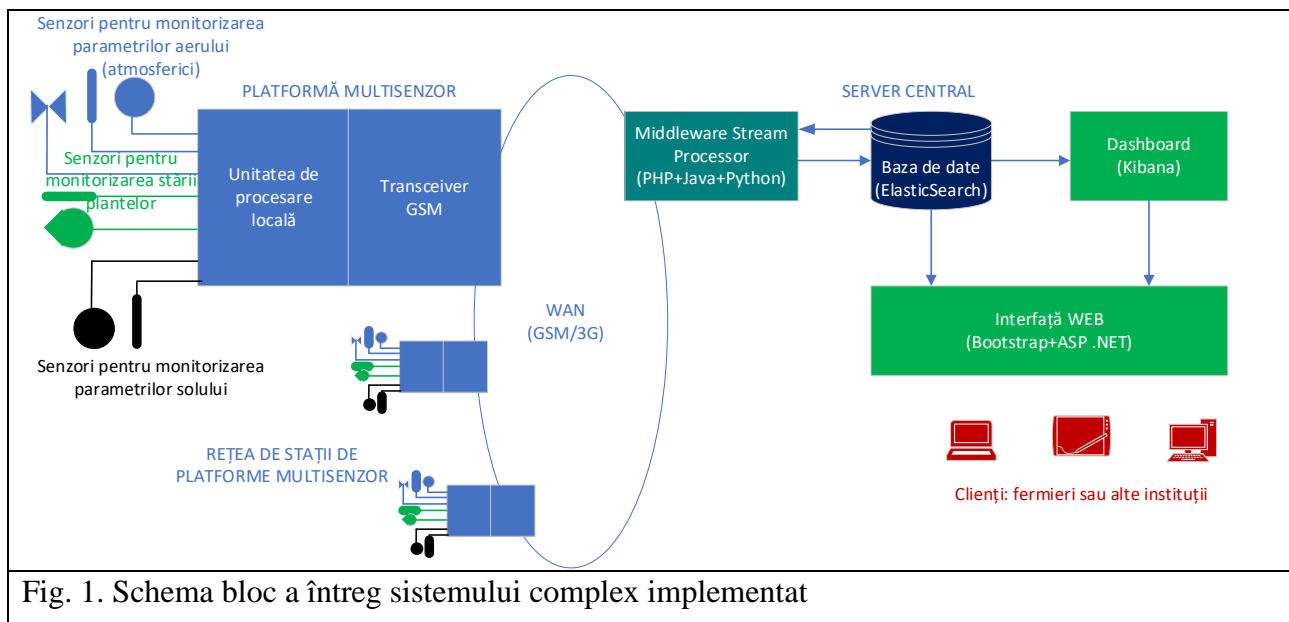 Senzori pentru monitorizarea
parametrilor aerului
(atmosferici)
PLATFORMĂ MULTISENZOR
Senzori pentru
monitorizarea stării
plantelor
Unitatea de
procesare
locală
Transceiver
GSM
Senzori pentru monitorizarea
parametrilor solului
REȚEA DE STAȚII DE
PLATFORME MULTISENZOR
WAN
(GSM/3G)
SERVER CENTRAL
Middleware Stream
Processor
(PHP+Java+Python)
Baza de date
(ElasticSearch)
Dashboard
(Kibana)
Interfață WEB
(Bootstrap+ASP .NET)
Clienți: fermieri sau alte instituții
Fig. 1. Schema bloc a întreg sistemului complex implementat